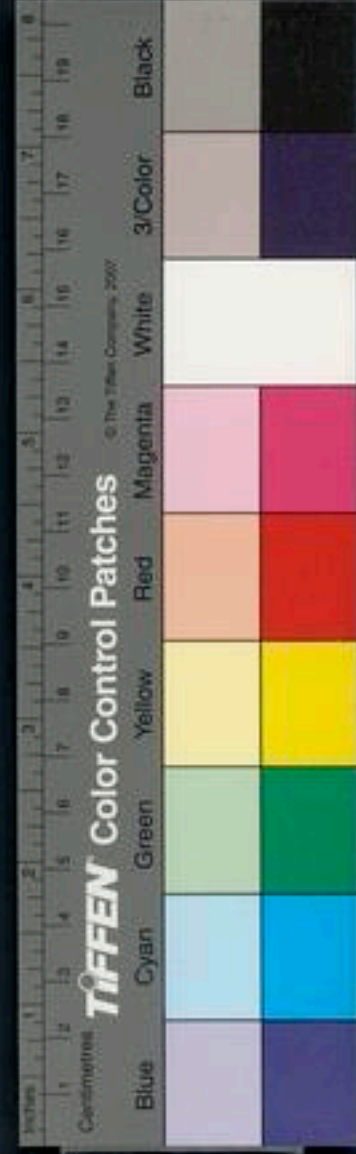 Inches 1 2 3 4 5 6 7 8
Centimetres 1 2 3 4 5 6 7 8 9 10 11 12 13 14 15 16 17 18 19
TIFFEN Color Control Patches © The Tiffen Company, 2007
Blue Cyan Green Yellow Red Magenta White 3/Color Black